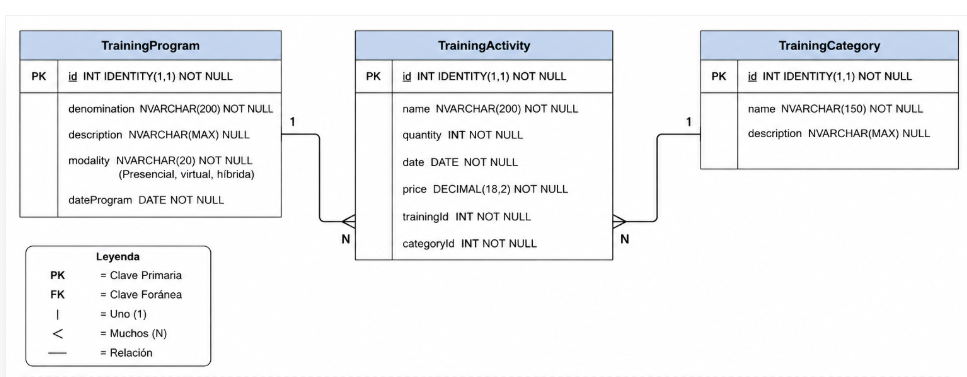 TrainingProgram
PK id INT IDENTITY(1,1) NOT NULL
denomination NVARCHAR(200) NOT NULL
description NVARCHAR(MAX) NULL
modality NVARCHAR(20) NOT NULL
(Presencial, virtual, híbrida)
dateProgram DATE NOT NULL
1
N
TrainingActivity
PK id INT IDENTITY(1,1) NOT NULL
name NVARCHAR(200) NOT NULL
quantity INT NOT NULL
date DATE NOT NULL
price DECIMAL(18,2) NOT NULL
trainingId INT NOT NULL
categoryId INT NOT NULL
1
N
TrainingCategory
PK id INT IDENTITY(1,1) NOT NULL
name NVARCHAR(150) NOT NULL
description NVARCHAR(MAX) NULL
Leyenda
PK = Clave Primaria
FK = Clave Foránea
| = Uno (1)
< = Muchos (N)
— = Relación